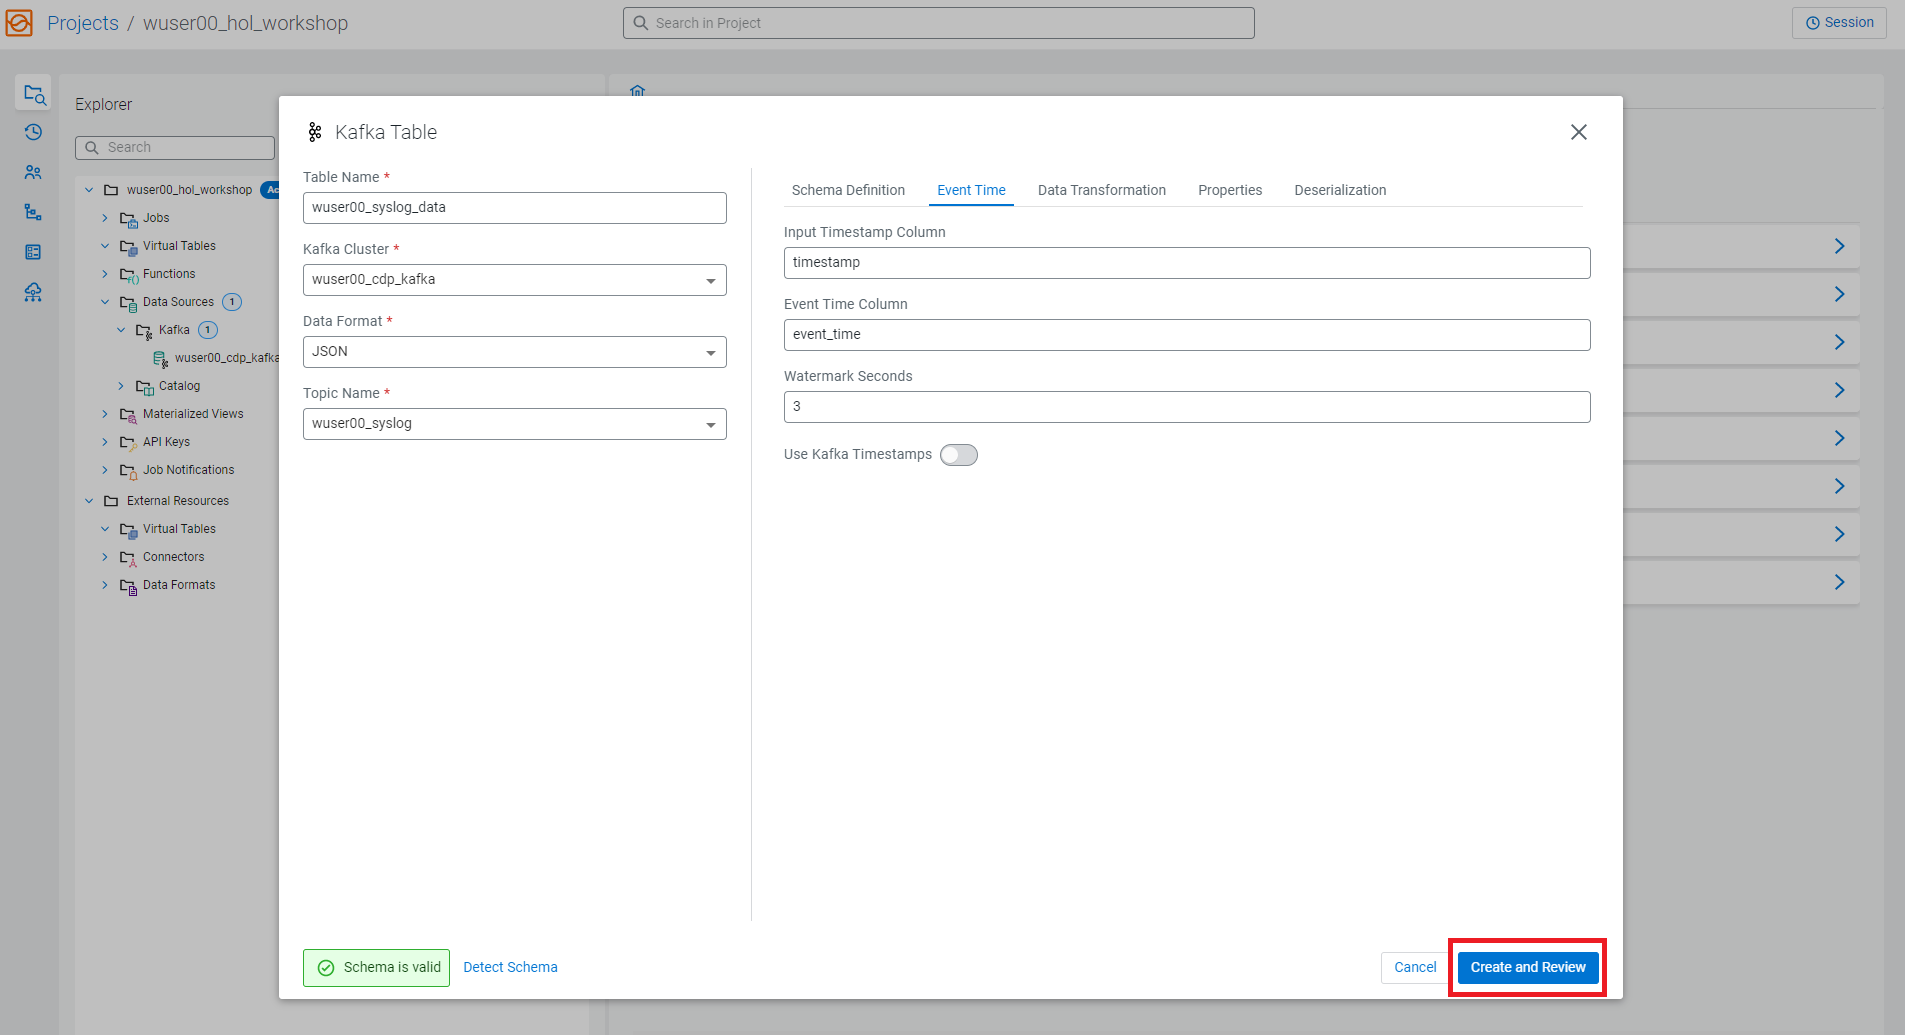 Projects / wuser00_hol_workshop
Search in Project
Session
Explorer
Search
wuser00_hol_workshop
Jobs
Virtual Tables
Functions
Data Sources 1
Kafka 1
wuser00_cdp_kafka
Catalog
Materialized Views
API Keys
Job Notifications
External Resources
Virtual Tables
Connectors
Data Formats
Kafka Table
Table Name *
wuser00_syslog_data
Kafka Cluster *
wuser00_cdp_kafka
Data Format *
JSON
Topic Name *
wuser00_syslog
Schema Definition Event Time Data Transformation Properties Deserialization
Input Timestamp Column
timestamp
Event Time Column
event_time
Watermark Seconds
3
Use Kafka Timestamps
Schema is valid Detect Schema
Cancel Create and Review